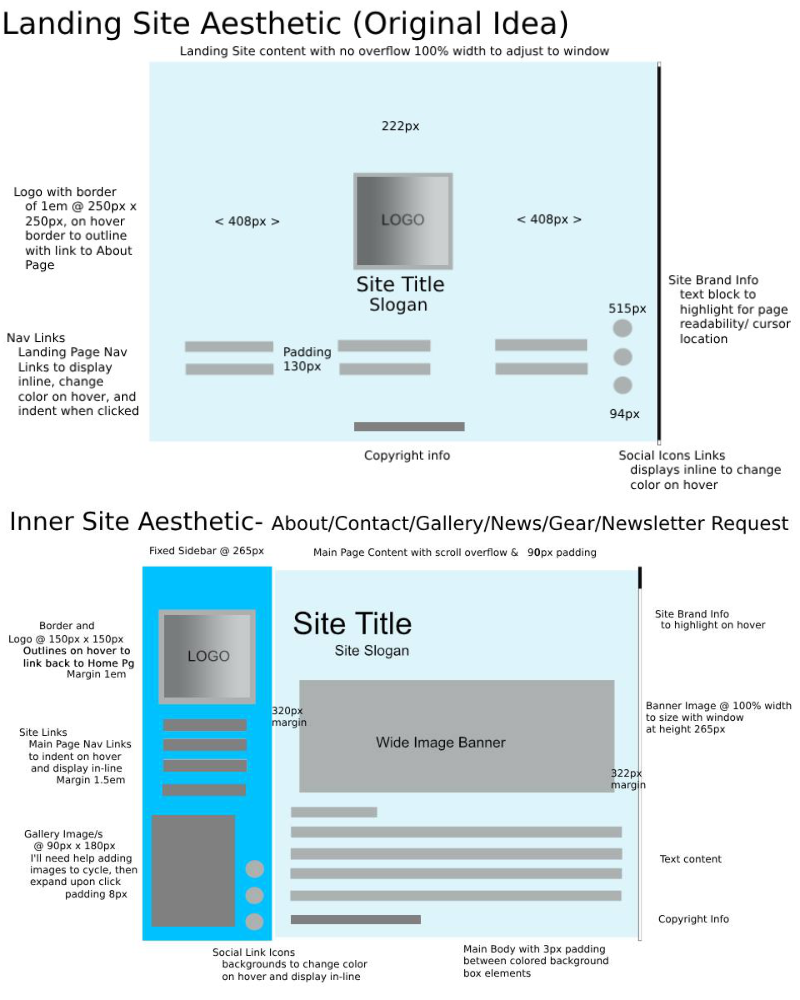 Landing Site Aesthetic (Original Idea)
Landing Site content with no overflow 100% width to adjust to window
222px
Logo with border
of 1em @ 250px x
250px, on hover
border to outline
with link to About
Page
< 408px >
LOGO
< 408px >
Site Title
Slogan
Site Brand Info
text block to
highlight for page
readability/ cursor
location
515px
Nav Links
Landing Page Nav
Links to display
inline, change
color on hover, and
indent when clicked
Padding
130px
94px
Copyright info
Social Icons Links
displays inline to change
color on hover
Inner Site Aesthetic- About/Contact/Gallery/News/Gear/Newsletter Request
Fixed Sidebar @ 265px
Main Page Content with scroll overflow & 90px padding
Border and
Logo @ 150px x 150px
Outlines on hover to
link back to Home Pg
Margin 1em
LOGO
Site Title
Site Slogan
Site Brand Info
to highlight on hover
320px
margin
Banner Image @ 100% width
to size with window
at height 265px
Wide Image Banner
Site Links
Main Page Nav Links
to indent on hover
and display in-line
Margin 1.5em
322px
margin
Gallery Image/s
@ 90px x 180px
I'll need help adding
images to cycle, then
expand upon click
padding 8px
Text content
Copyright Info
Social Link Icons
backgrounds to change color
on hover and display in-line
Main Body with 3px padding
between colored background
box elements